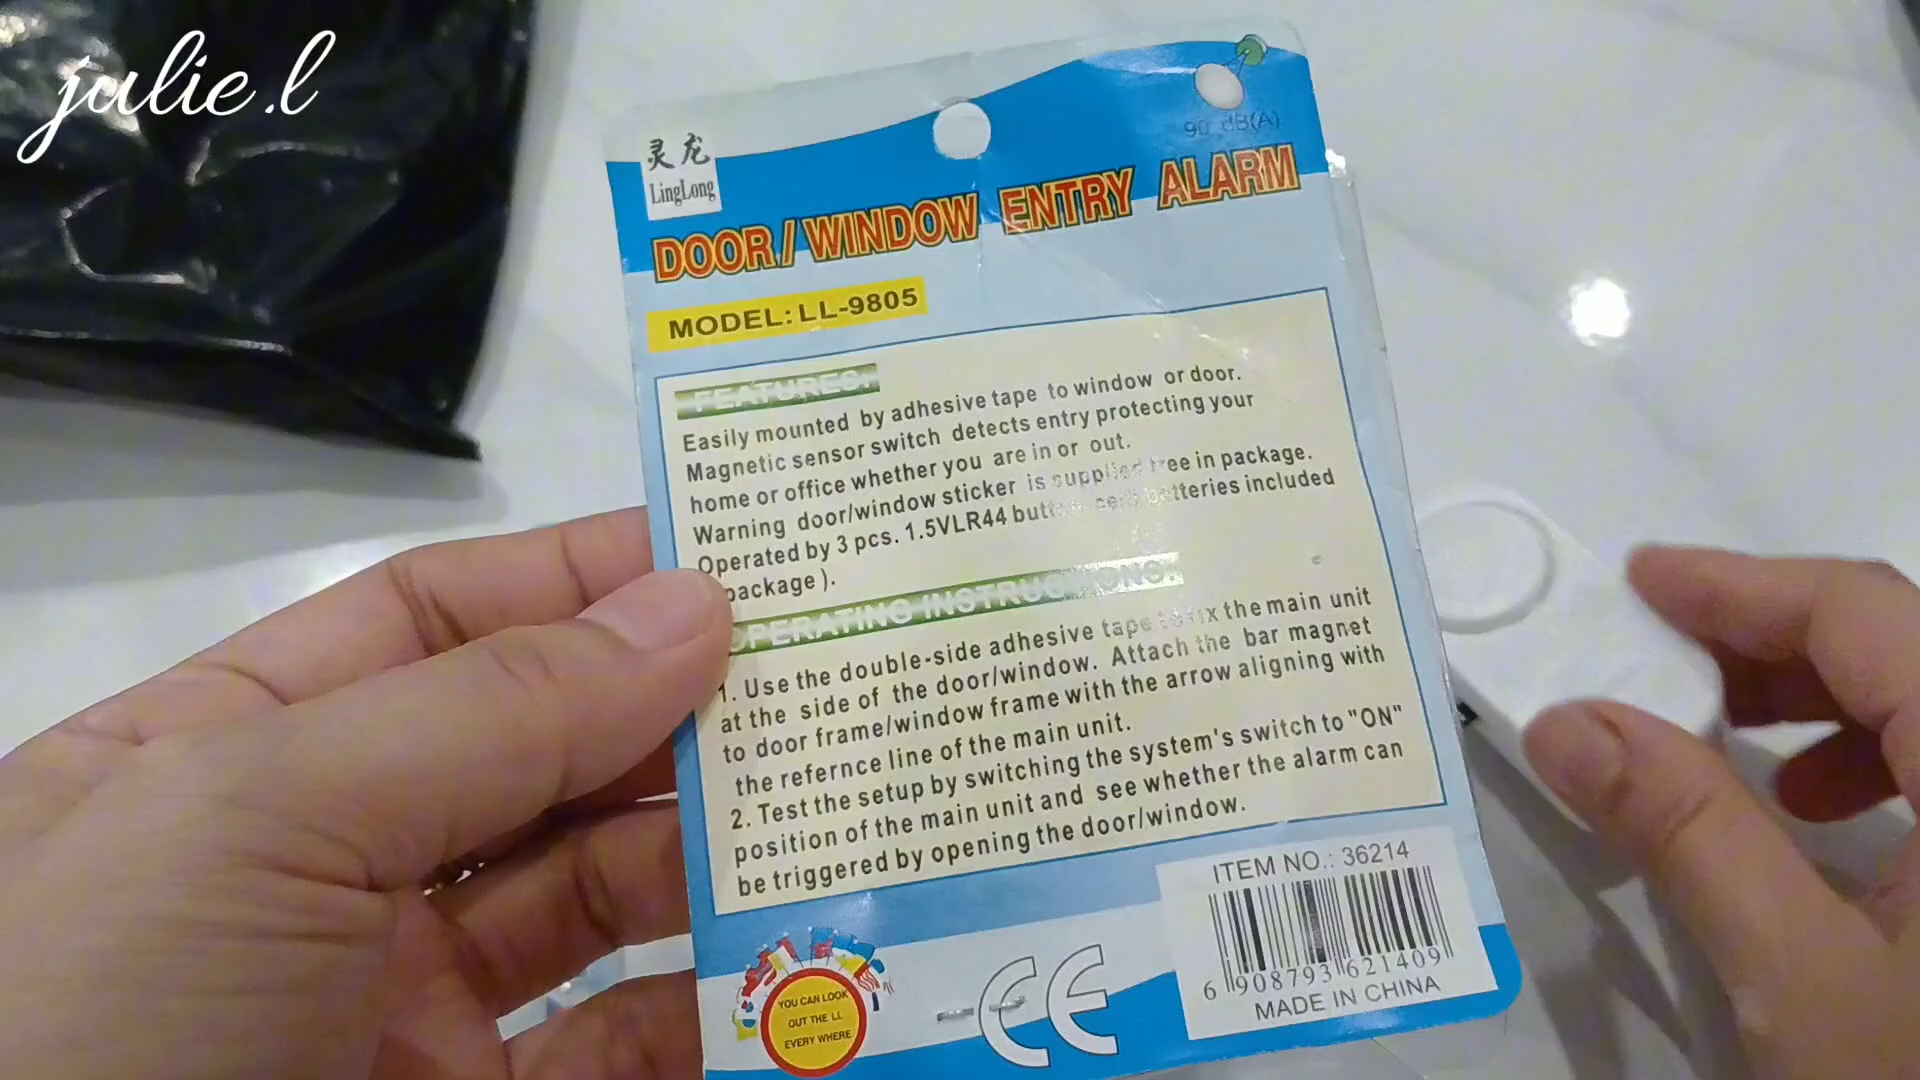 julie.l
灵龙
LingLong
90 dB(A)
DOOR/WINDOW ENTRY ALARM
MODEL: LL-9805
FEATURES:
Easily mounted by adhesive tape to window or door.
Magnetic sensor switch detects entry protecting your
home or office whether you are in or out.
Warning door/window sticker is supplied free in package.
Operated by 3 pcs. 1.5VLR44 button cell batteries included
package ).
OPERATING INSTRUCTIONS:
1. Use the double-side adhesive tape to fix the main unit
at the side of the door/window. Attach the bar magnet
to door frame/window frame with the arrow aligning with
the refernce line of the main unit.
2. Test the setup by switching the system's switch to "ON"
position of the main unit and see whether the alarm can
be triggered by opening the door/window.
ITEM NO.: 36214
6 908793 621409
MADE IN CHINA
CE
YOU CAN LOOK
OUT THE LL
EVERY WHERE